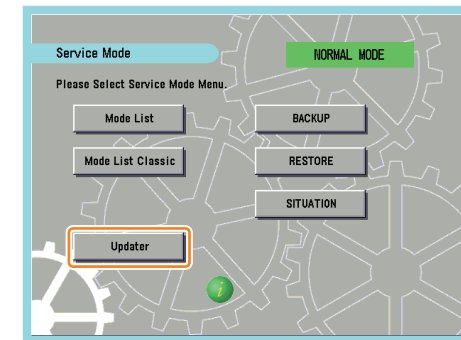 Service Mode
NORMAL MODE
Please Select Service Mode Menu.
Mode List
BACKUP
Mode List Classic
RESTORE
SITUATION
Updater
i